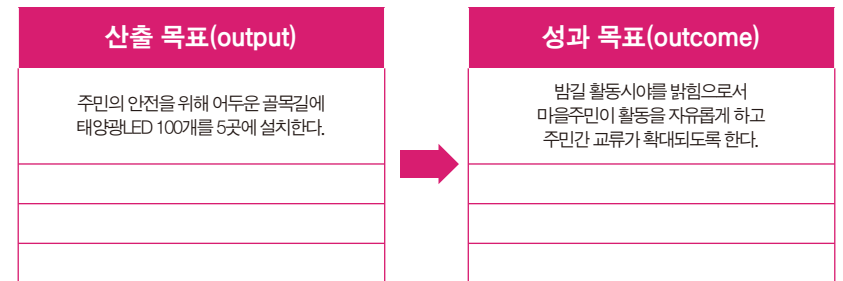 산출 목표(output)
주민의 안전을 위해 어두운 골목길에
태양광LED 100개를 5곳에 설치한다.
성과 목표(outcome)
밤길 활동시야를 밝힘으로서
마을주민이 활동을 자유롭게 하고
주민간 교류가 확대되도록 한다.